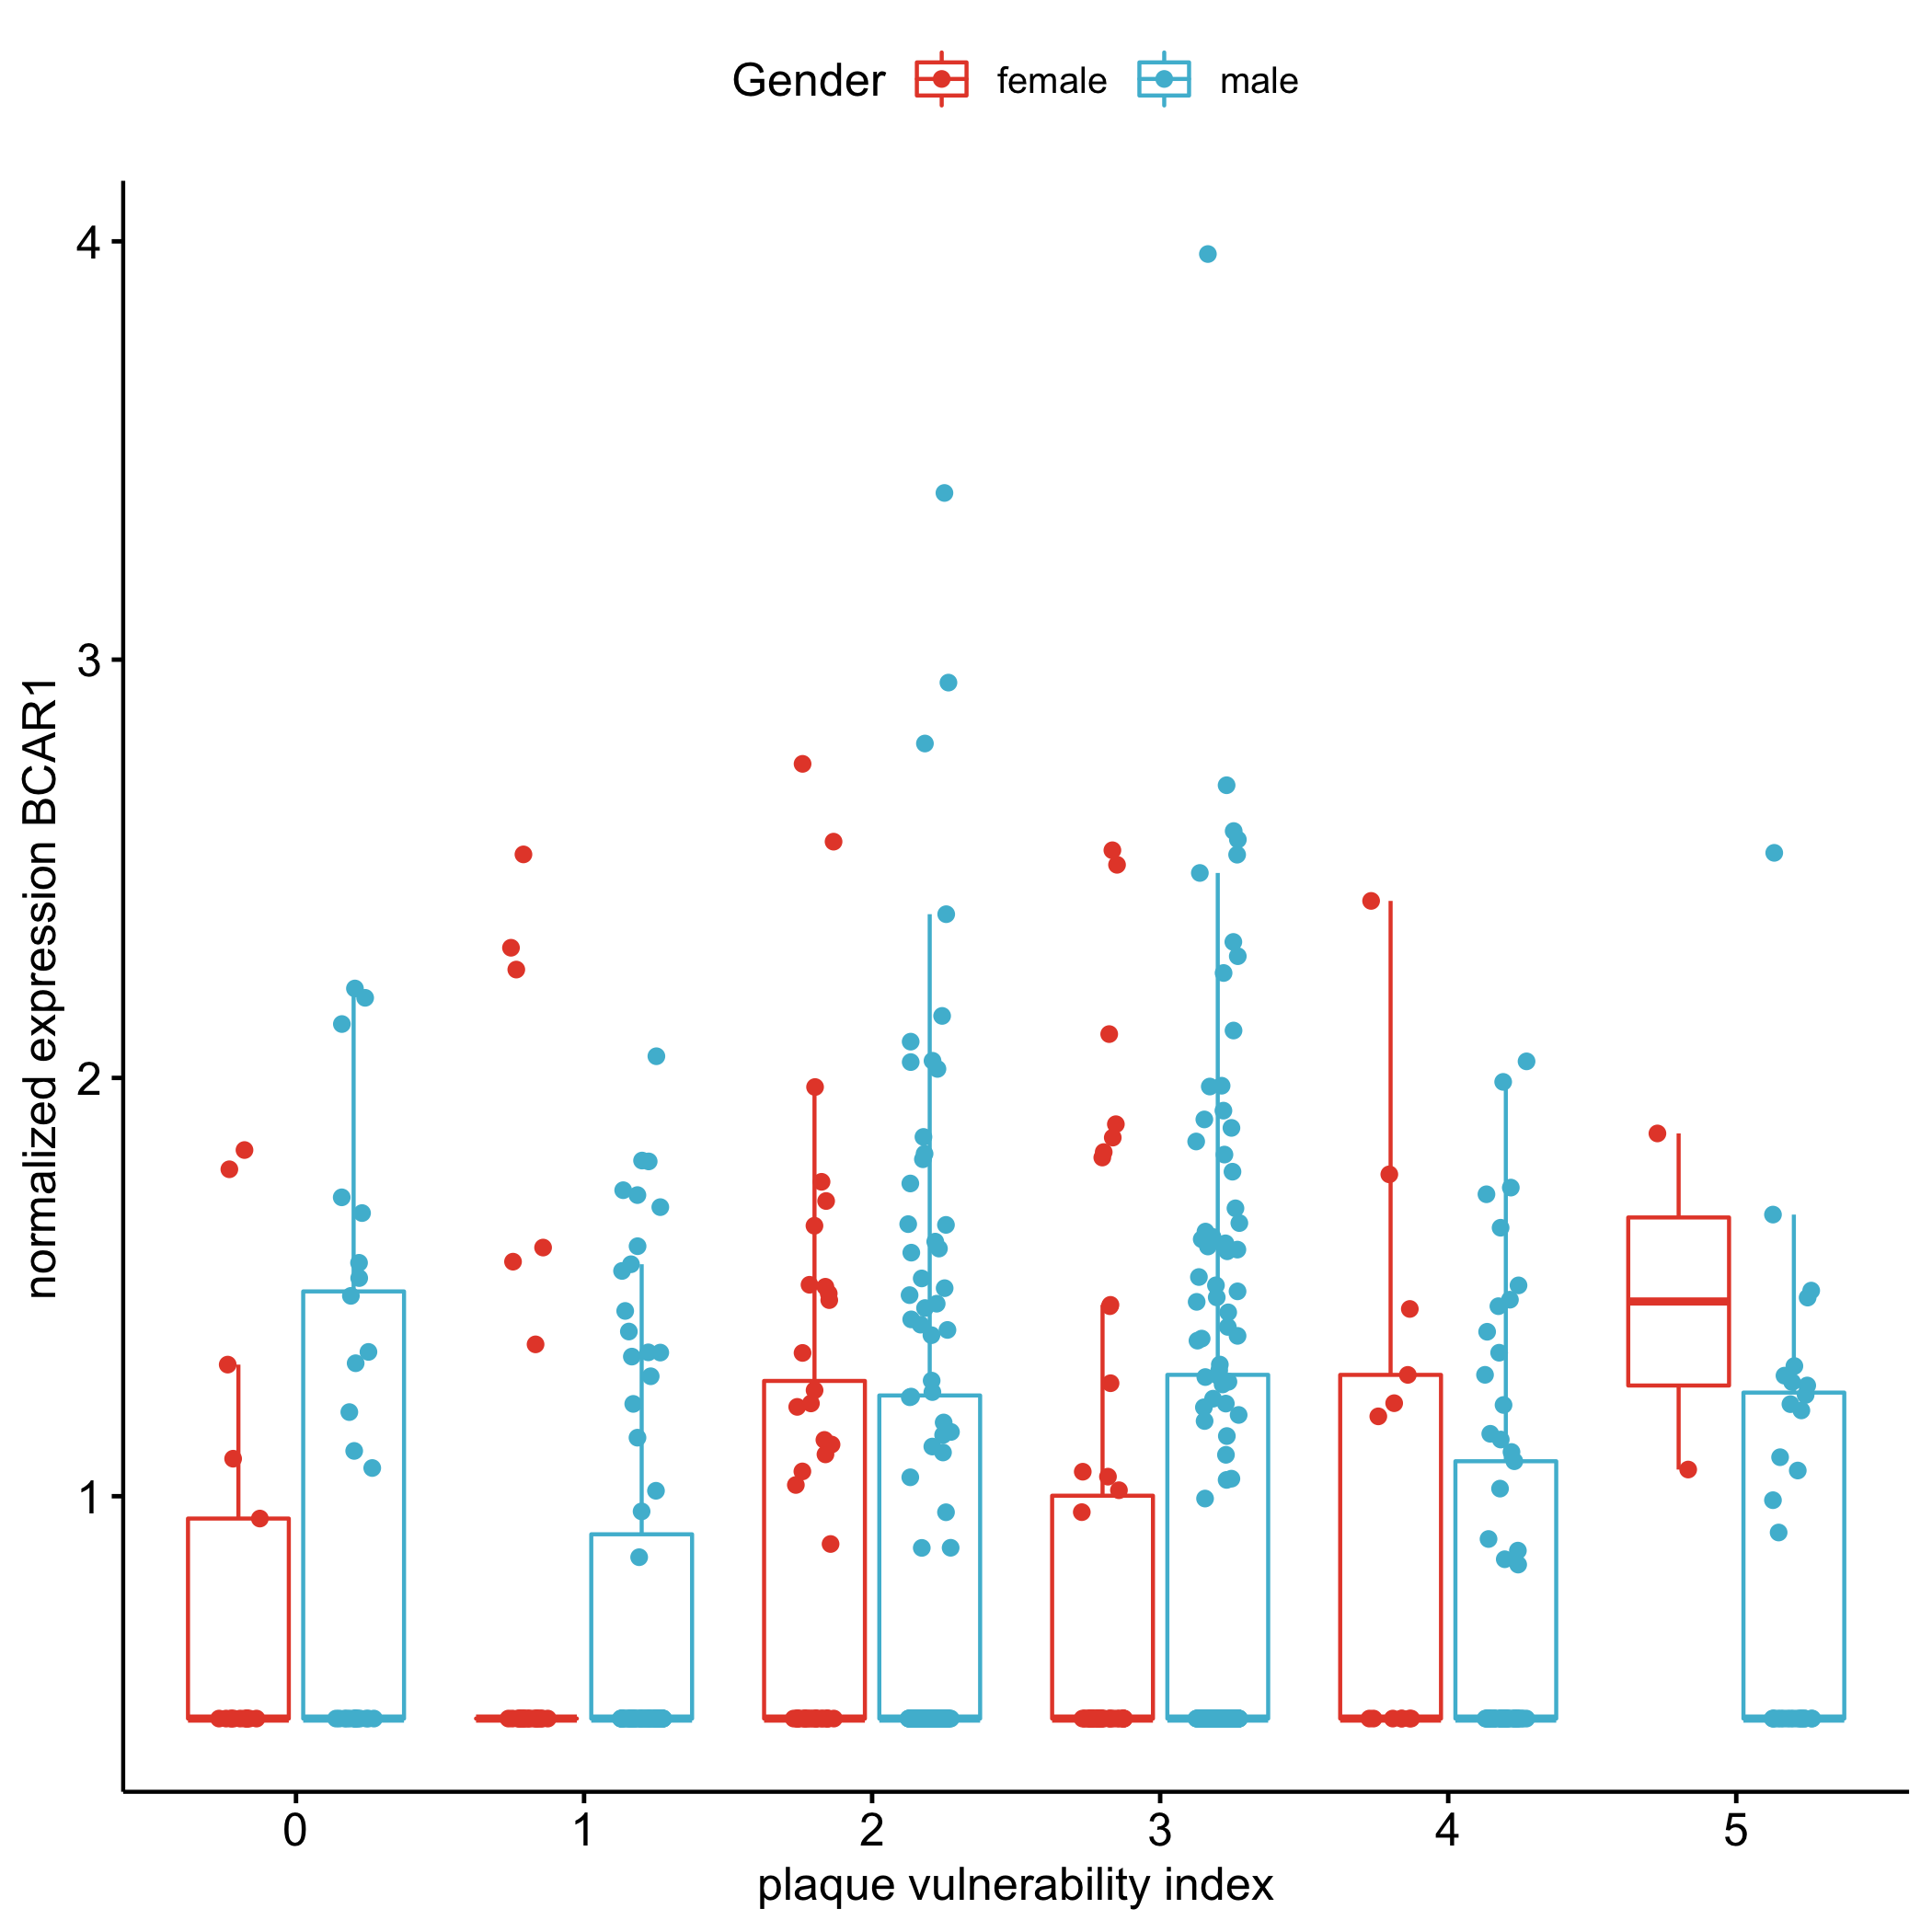 Gender female male
normalized expression BCAR1
4
3
2
1
0 1 2 3 4 5
plaque vulnerability index